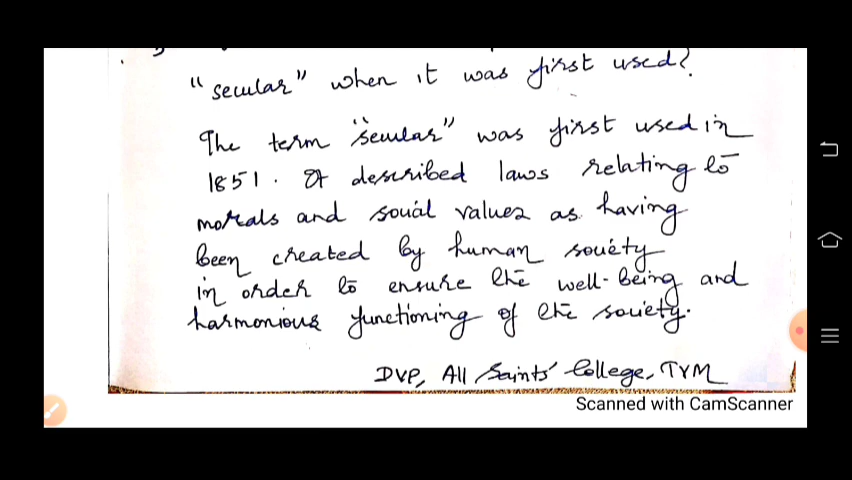 "secular" when it was first used?
The term "secular" was first used in
1851. It described laws relating to
morals and social values as having
been created by human society
in order to ensure the well-being and
harmonious functioning of the society.
DVP, All Saints' College, TVM
Scanned with CamScanner